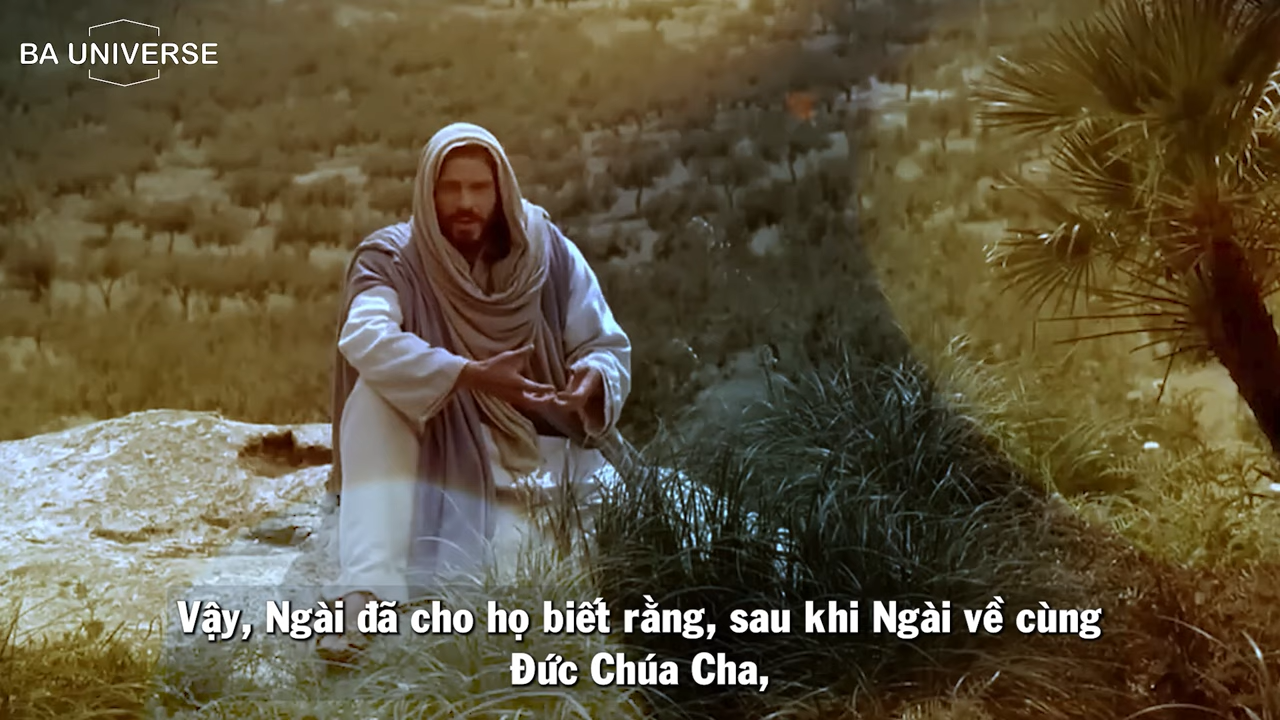 BA UNIVERSE
Vậy, Ngài đã cho họ biết rằng, sau khi Ngài về cùng
Đức Chúa Cha,